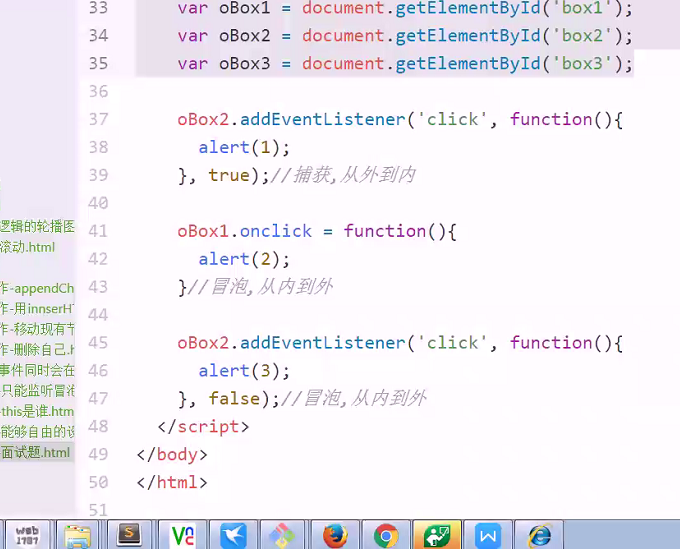 33 var oBox1 = document.getElementById('box1');
34 var oBox2 = document.getElementById('box2');
35 var oBox3 = document.getElementById('box3');
36
37 oBox2.addEventListener('click', function(){
38 alert(1);
39 }, true);//捕获,从外到内
40
41 oBox1.onclick = function(){
42 alert(2);
43 }//冒泡,从内到外
44
45 oBox2.addEventListener('click', function(){
46 alert(3);
47 }, false);//冒泡,从内到外
48 </script>
49 </body>
50 </html>
51
逻辑的轮播图
滚动.html
作-appendCh
作-用innserHT
作-移动现有节
作-删除自己.h
事件同时会在
只能监听冒泡
-this是谁.htm
能够自由的设
面试题.html
web
1707
S
Vnc
W